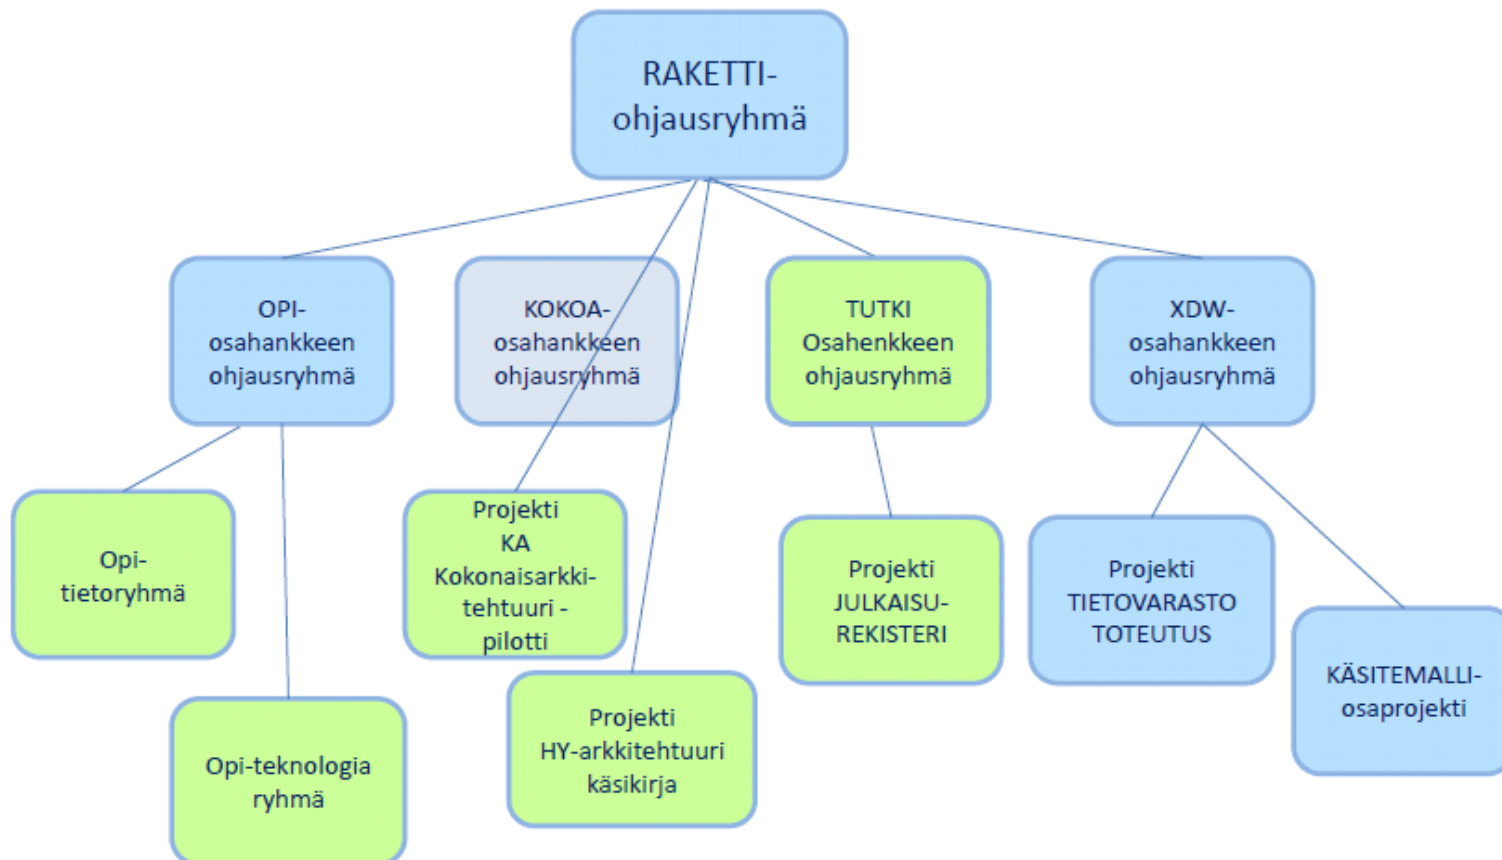 RAKETTI-
ohjausryhmä
OPI-
osahankkeen
ohjausryhmä
KOKOA-
osahankkeen
ohjausryhmä
TUTKI
Osahenkkeen
ohjausryhmä
XDW-
osahankkeen
ohjausryhmä
Opi-
tietoryhmä
Projekti
KA
Kokonaisarkki-
tehtuuri -
pilotti
Projekti
JULKAISU-
REKISTERI
Projekti
TIETOVARASTO
TOTEUTUS
KÄSITEMALLI-
osaprojekti
Opi-teknologia
ryhmä
Projekti
HY-arkkitehtuuri
käsikirja